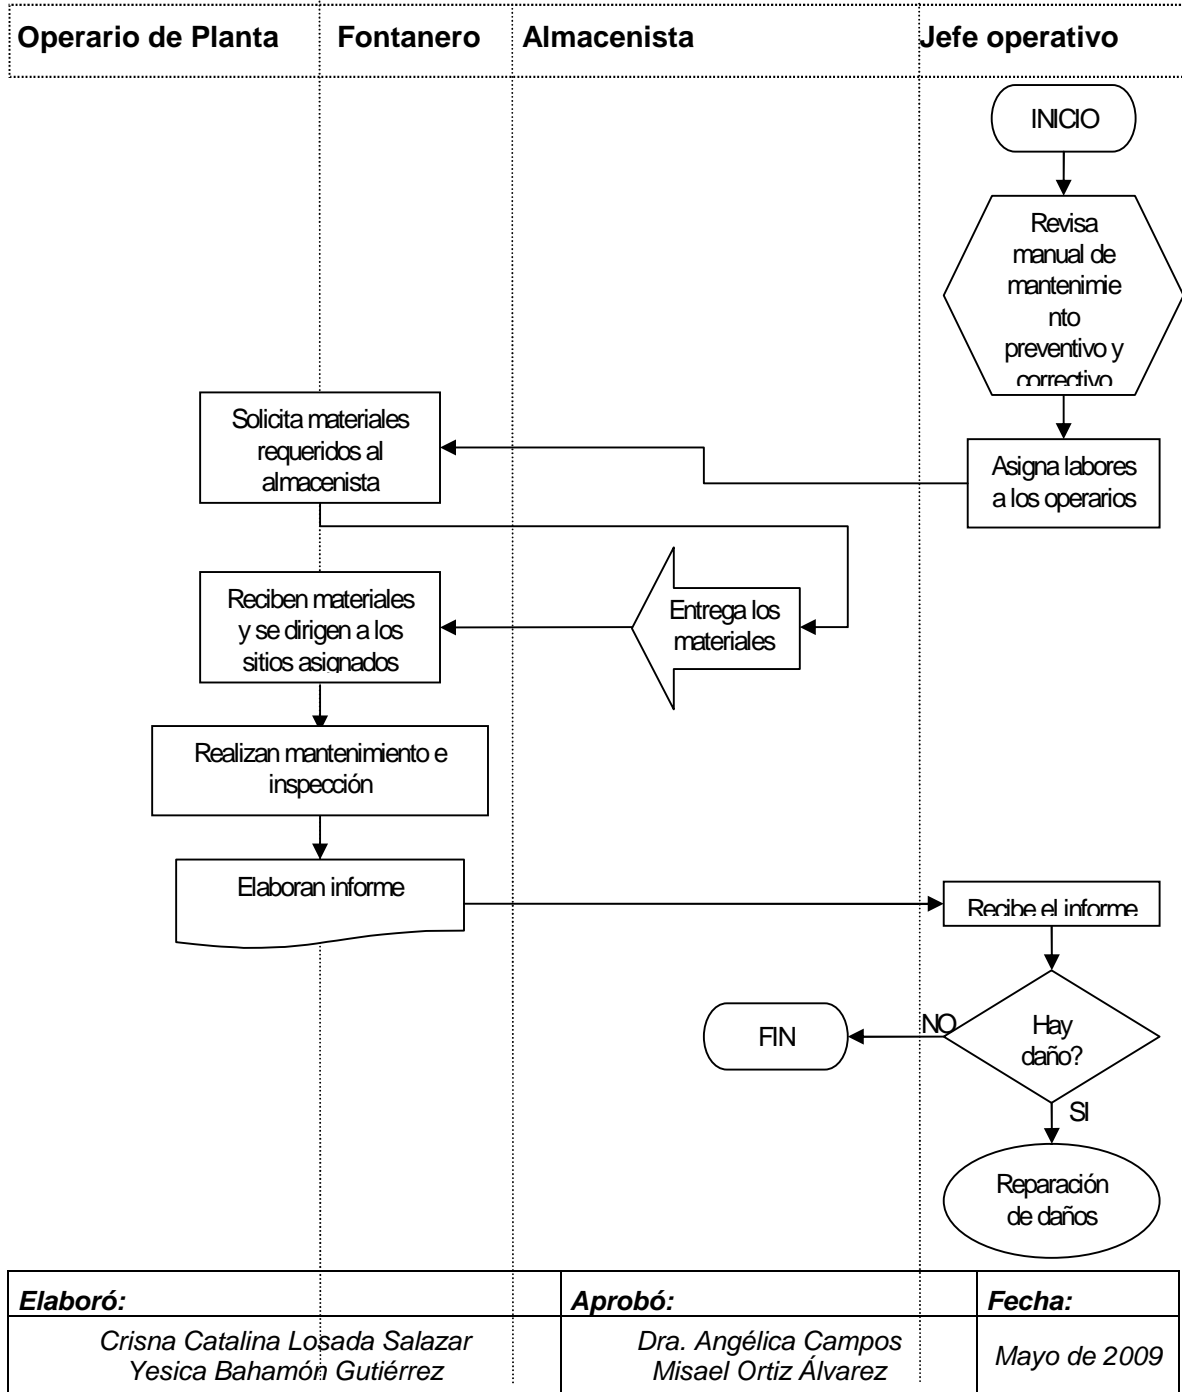 Operario de Planta Fontanero Almacenista Jefe operativo
INICIO
Revisa
manual de
mantenimie
nto
preventivo y
correctivo
Solicita materiales
requeridos al
almacenista
Asigna labores
a los operarios
Reciben materiales
y se dirigen a los
sitios asignados
Entrega los
materiales
Realizan mantenimiento e
inspección
Elaboran informe
Recibe el informe
FIN
NO
Hay
daño?
SI
Reparación
de daños
Elaboró: Aprobó: Fecha:
Crisna Catalina Losada Salazar
Yesica Bahamón Gutiérrez
Dra. Angélica Campos
Misael Ortiz Álvarez
Mayo de 2009